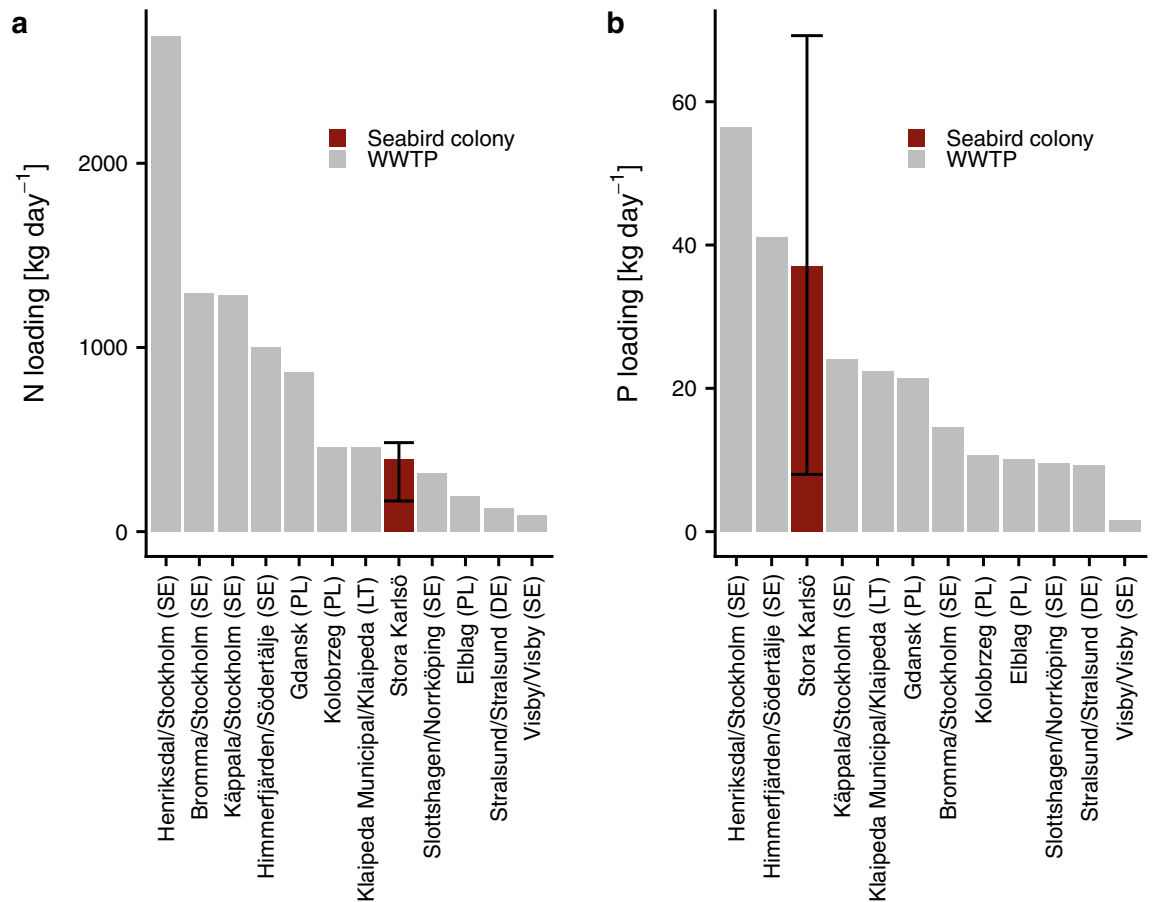 a
N loading [kg day⁻¹]
2000
1000
0
Seabird colony
WWTP
Henriksdal/Stockholm (SE)
Bromma/Stockholm (SE)
Käppala/Stockholm (SE)
Himmerfjärden/Södertälje (SE)
Gdansk (PL)
Kolobrzeg (PL)
Klaipeda Municipal/Klaipeda (LT)
Stora Karlsö
Slottshagen/Norrköping (SE)
Elblag (PL)
Stralsund/Stralsund (DE)
Visby/Visby (SE)
b
P loading [kg day⁻¹]
60
40
20
0
Seabird colony
WWTP
Henriksdal/Stockholm (SE)
Himmerfjärden/Södertälje (SE)
Stora Karlsö
Käppala/Stockholm (SE)
Klaipeda Municipal/Klaipeda (LT)
Gdansk (PL)
Bromma/Stockholm (SE)
Kolobrzeg (PL)
Elblag (PL)
Slottshagen/Norrköping (SE)
Stralsund/Stralsund (DE)
Visby/Visby (SE)